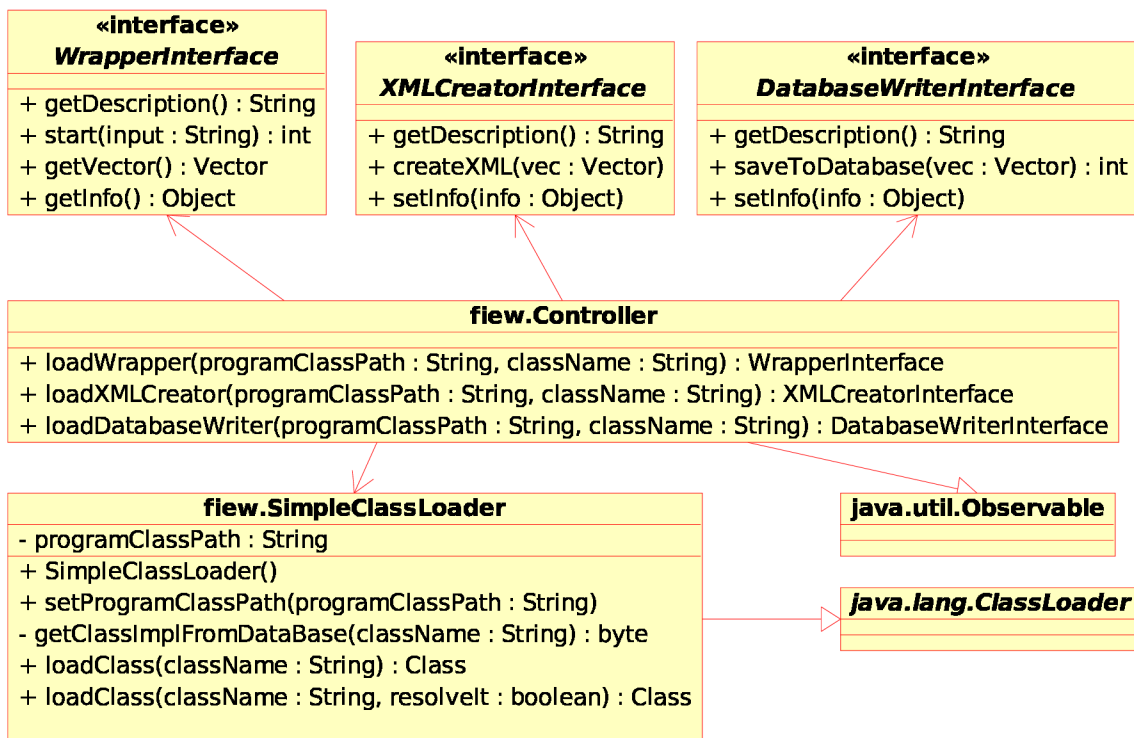 «interface»
WrapperInterface
+ getDescription() : String
+ start(input : String) : int
+ getVector() : Vector
+ getInfo() : Object
«interface»
XMLCreatorInterface
+ getDescription() : String
+ createXML(vec : Vector)
+ setInfo(info : Object)
«interface»
DatabaseWriterInterface
+ getDescription() : String
+ saveToDatabase(vec : Vector) : int
+ setInfo(info : Object)
fiew.Controller
+ loadWrapper(programClassPath : String, className : String) : WrapperInterface
+ loadXMLCreator(programClassPath : String, className : String) : XMLCreatorInterface
+ loadDatabaseWriter(programClassPath : String, className : String) : DatabaseWriterInterface
fiew.SimpleClassLoader
- programClassPath : String
+ SimpleClassLoader()
+ setProgramClassPath(programClassPath : String)
- getClassImplFromDataBase(className : String) : byte
+ loadClass(className : String) : Class
+ loadClass(className : String, resolveIt : boolean) : Class
java.util.Observable
java.lang.ClassLoader